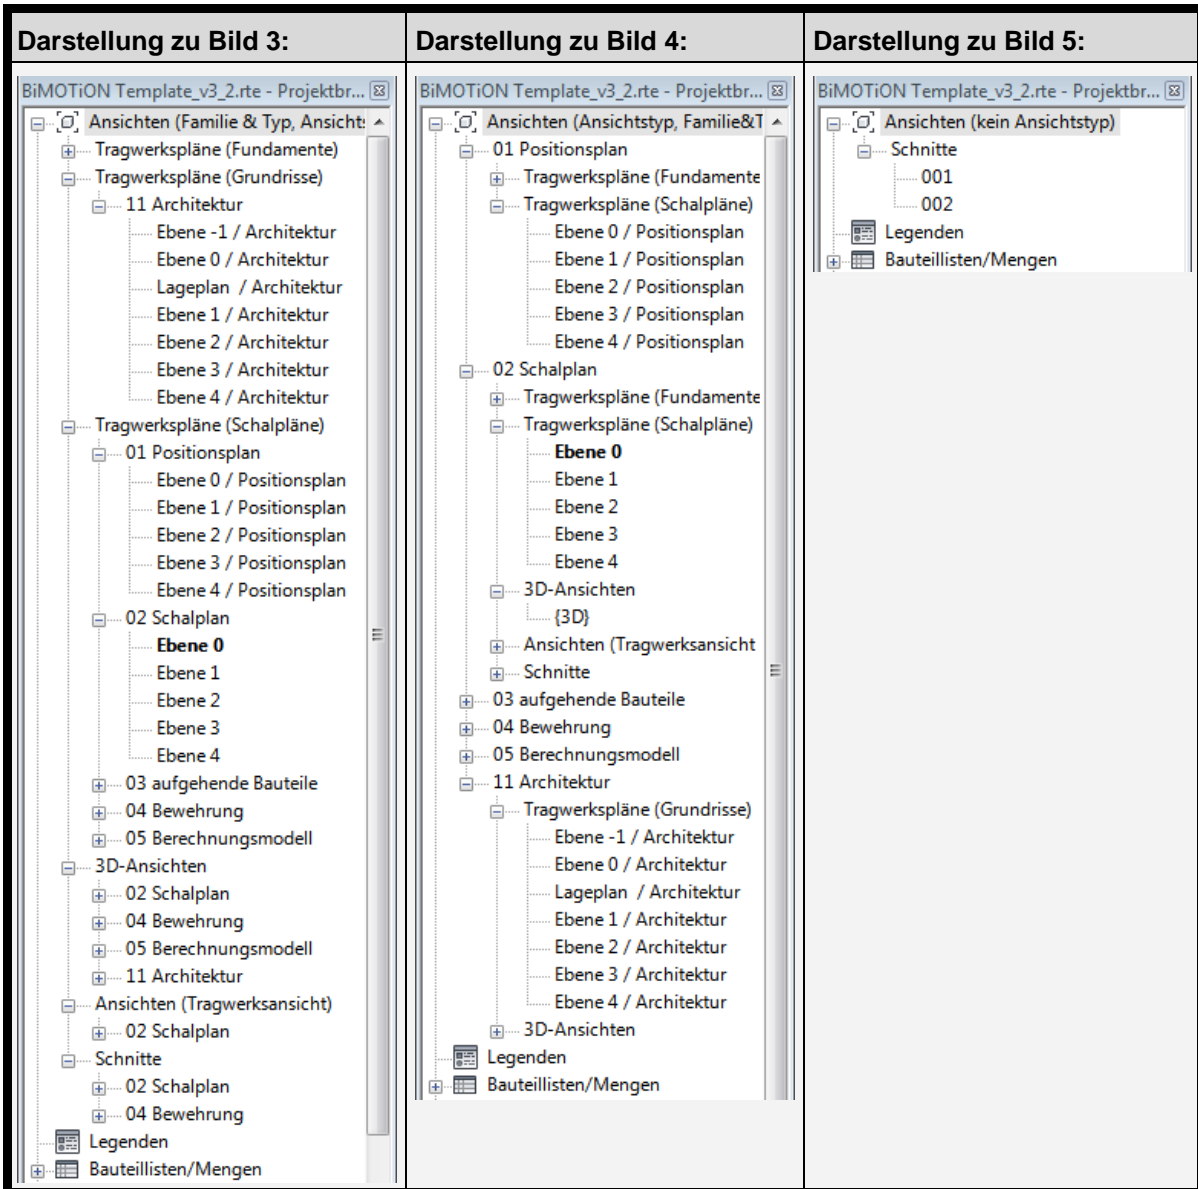 Darstellung zu Bild 3:
BiMOTiON Template_v3_2.rte - Projektbr...
Ansichten (Familie & Typ, Ansicht
Tragwerkspläne (Fundamente)
Tragwerkspläne (Grundrisse)
11 Architektur
Ebene -1 / Architektur
Ebene 0 / Architektur
Lageplan / Architektur
Ebene 1 / Architektur
Ebene 2 / Architektur
Ebene 3 / Architektur
Ebene 4 / Architektur
Tragwerkspläne (Schalpläne)
01 Positionsplan
Ebene 0 / Positionsplan
Ebene 1 / Positionsplan
Ebene 2 / Positionsplan
Ebene 3 / Positionsplan
Ebene 4 / Positionsplan
02 Schalplan
Ebene 0
Ebene 1
Ebene 2
Ebene 3
Ebene 4
03 aufgehende Bauteile
04 Bewehrung
05 Berechnungsmodell
3D-Ansichten
02 Schalplan
04 Bewehrung
05 Berechnungsmodell
11 Architektur
Ansichten (Tragwerksansicht)
02 Schalplan
Schnitte
02 Schalplan
04 Bewehrung
Legenden
Bauteillisten/Mengen
Darstellung zu Bild 4:
BiMOTiON Template_v3_2.rte - Projektbr...
Ansichten (Ansichtstyp, Familie&T
01 Positionsplan
Tragwerkspläne (Fundamente
Tragwerkspläne (Schalpläne)
Ebene 0 / Positionsplan
Ebene 1 / Positionsplan
Ebene 2 / Positionsplan
Ebene 3 / Positionsplan
Ebene 4 / Positionsplan
02 Schalplan
Tragwerkspläne (Fundamente
Tragwerkspläne (Schalpläne)
Ebene 0
Ebene 1
Ebene 2
Ebene 3
Ebene 4
3D-Ansichten
{3D}
Ansichten (Tragwerksansicht
Schnitte
03 aufgehende Bauteile
04 Bewehrung
05 Berechnungsmodell
11 Architektur
Tragwerkspläne (Grundrisse)
Ebene -1 / Architektur
Ebene 0 / Architektur
Lageplan / Architektur
Ebene 1 / Architektur
Ebene 2 / Architektur
Ebene 3 / Architektur
Ebene 4 / Architektur
3D-Ansichten
Legenden
Bauteillisten/Mengen
Darstellung zu Bild 5:
BiMOTiON Template_v3_2.rte - Projektbr...
Ansichten (kein Ansichtstyp)
Schnitte
001
002
Legenden
Bauteillisten/Mengen